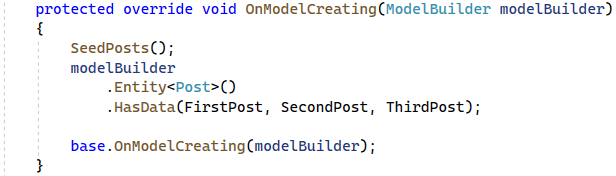 protected override void OnModelCreating(ModelBuilder modelBuilder)
{
    SeedPosts();
    modelBuilder
        .Entity<Post>()
        .HasData(FirstPost, SecondPost, ThirdPost);

    base.OnModelCreating(modelBuilder);
}